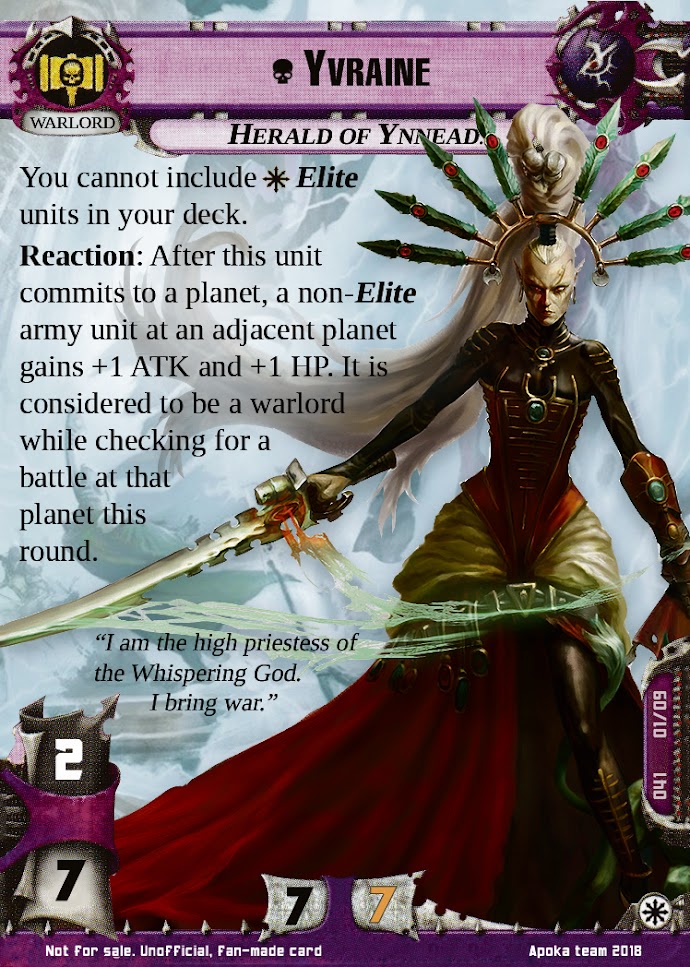 YVRAINE
WARLORD
HERALD OF YNNEAD.
You cannot include Elite
units in your deck.
Reaction: After this unit
commits to a planet, a non-Elite
army unit at an adjacent planet
gains +1 ATK and +1 HP. It is
considered to be a warlord
while checking for a
battle at that
planet this
round.
“I am the high priestess of
the Whispering God.
I bring war.”
2
7
7 7
041 01/09
Not for sale. Unofficial, Fan-made card
Apoka team 2018